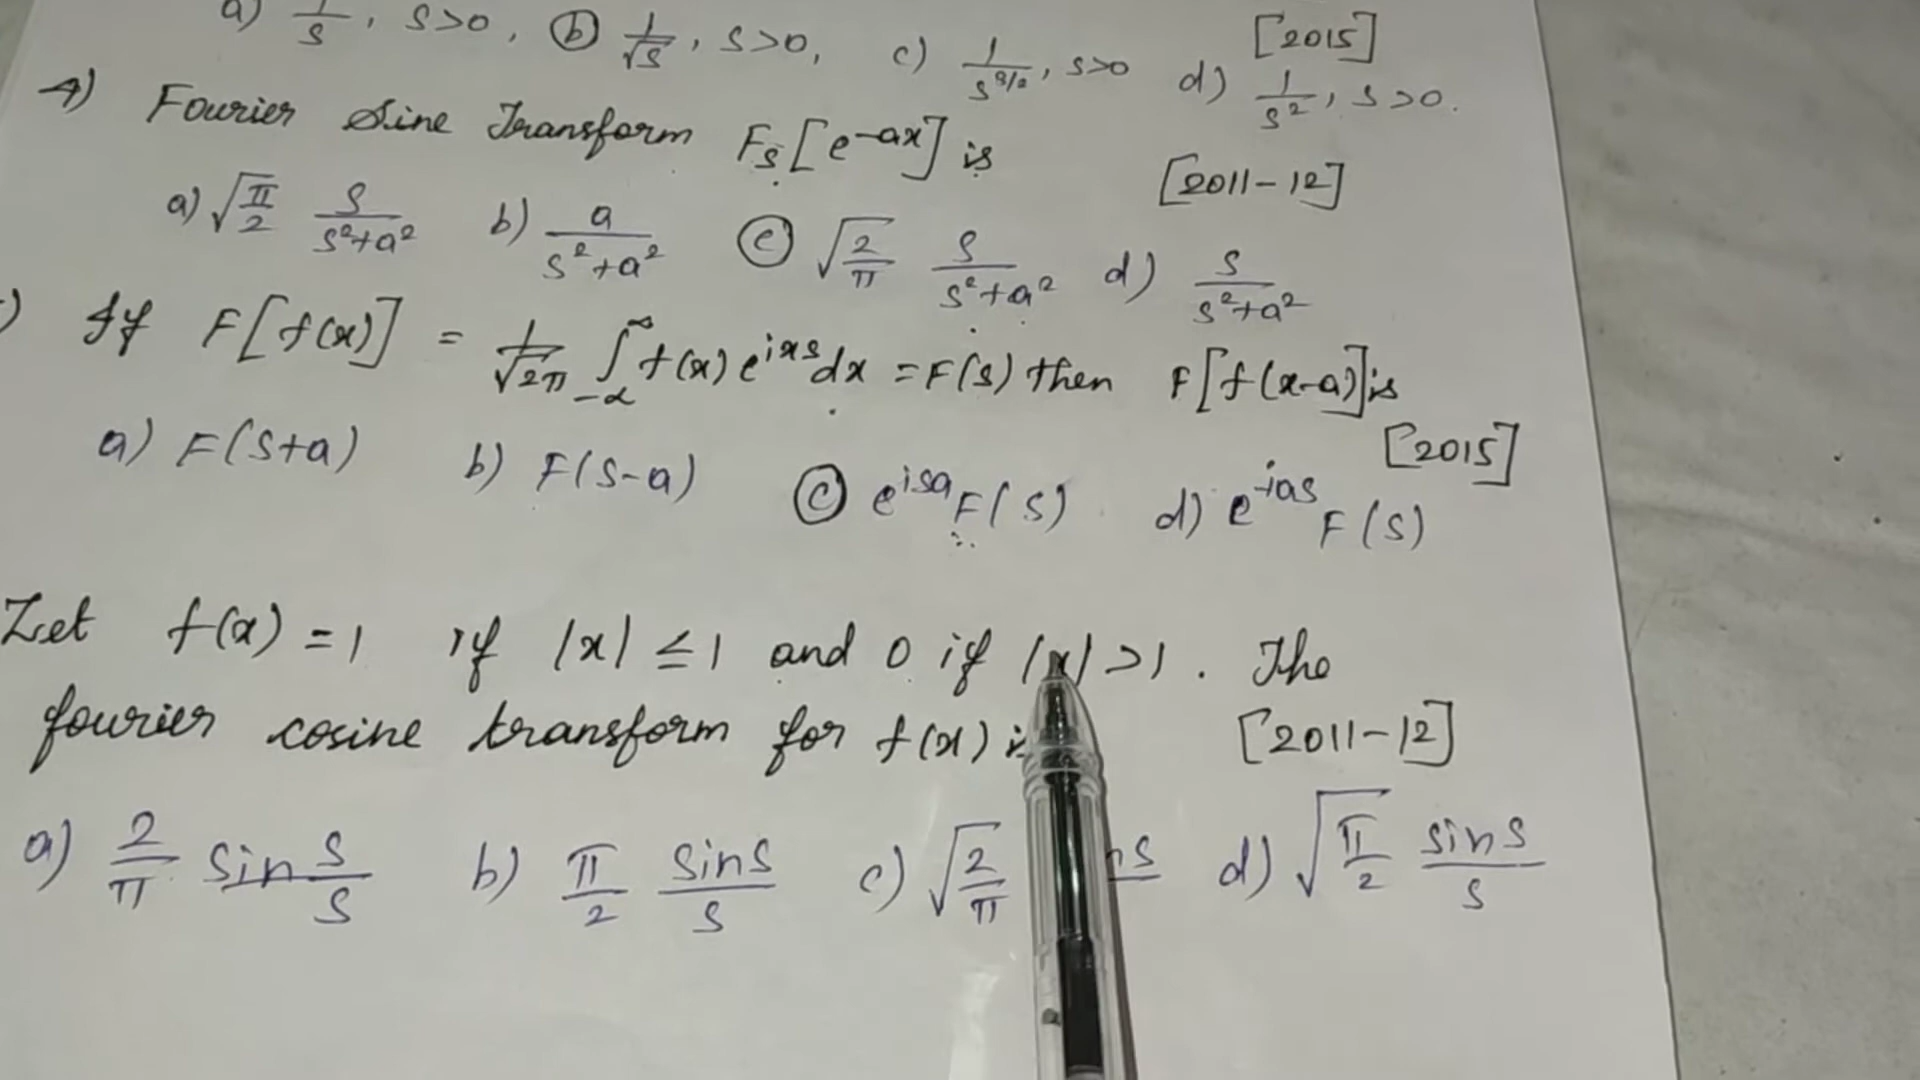 a) 1/s, s>0, (b) 1/√s, s>0, c) 1/s^3/2, s>0 d) 1/s², s>0.
[2015]
4) Fourier Sine Transform Fs[e^-ax] is
[2011-12]
a) √π/2 s/s²+a² b) a/s²+a² (c) √2/π s/s²+a² d) s/s²+a²
If F[f(x)] = 1/√2π ∫_-∞^∞ f(x) e^ixs dx = F(s) then F[f(x-a)] is
[2015]
a) F(s+a) b) F(s-a) (c) e^isa F(s) d) e^-ias F(s)
Let f(x) = 1 if |x| ≤ 1 and 0 if |x| > 1. The
fourier cosine transform for f(x) is [2011-12]
a) 2/π sin s/s b) π/2 sins/s c) √2/π d) √π/2 sins/s